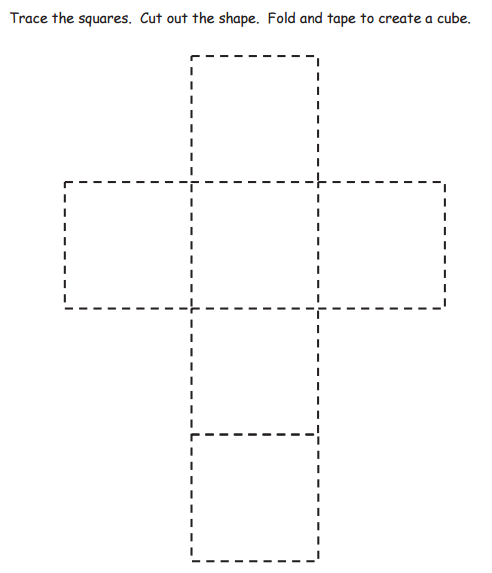 Trace the squares.  Cut out the shape.  Fold and tape to create a cube.